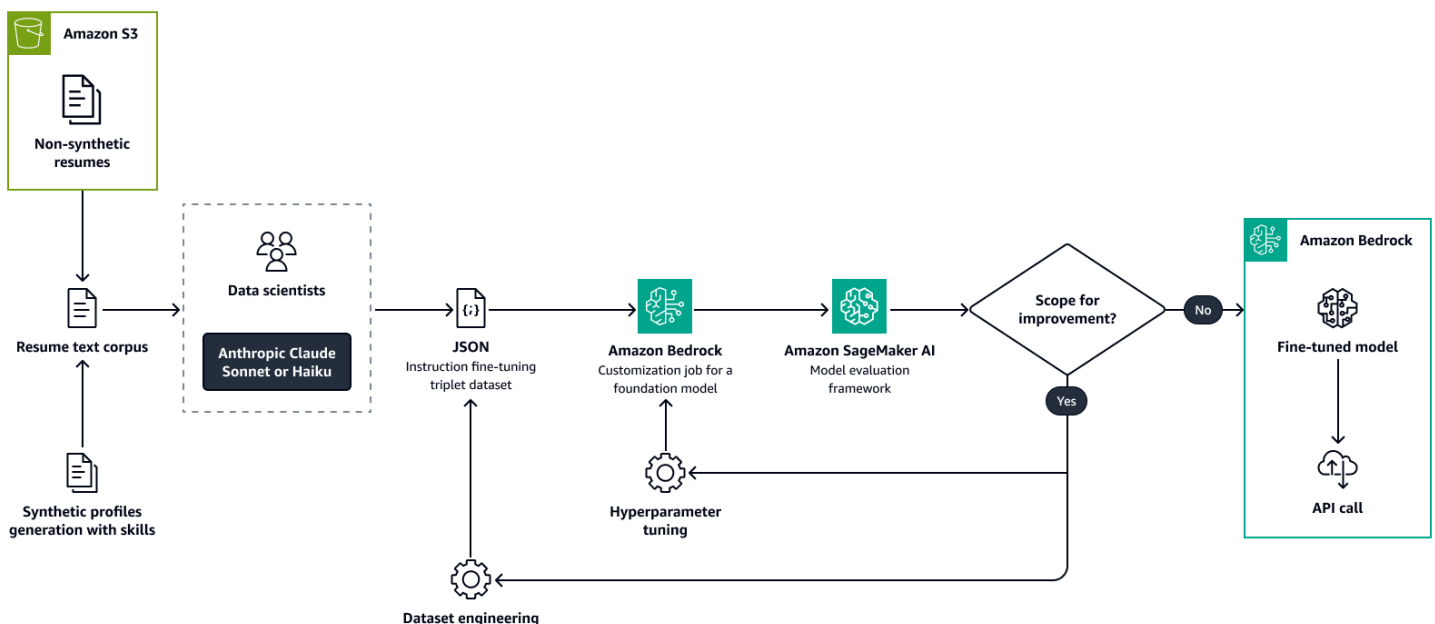 Amazon S3
Non-synthetic
resumes
Resume text corpus
Synthetic profiles
generation with skills
Data scientists
Anthropic Claude
Sonnet or Haiku
{;}
JSON
Instruction fine-tuning
triplet dataset
Amazon Bedrock
Customization job for a
foundation model
Amazon SageMaker AI
Model evaluation
framework
Scope for
improvement?
No
Yes
Hyperparameter
tuning
Dataset engineering
Amazon Bedrock
Fine-tuned model
API call